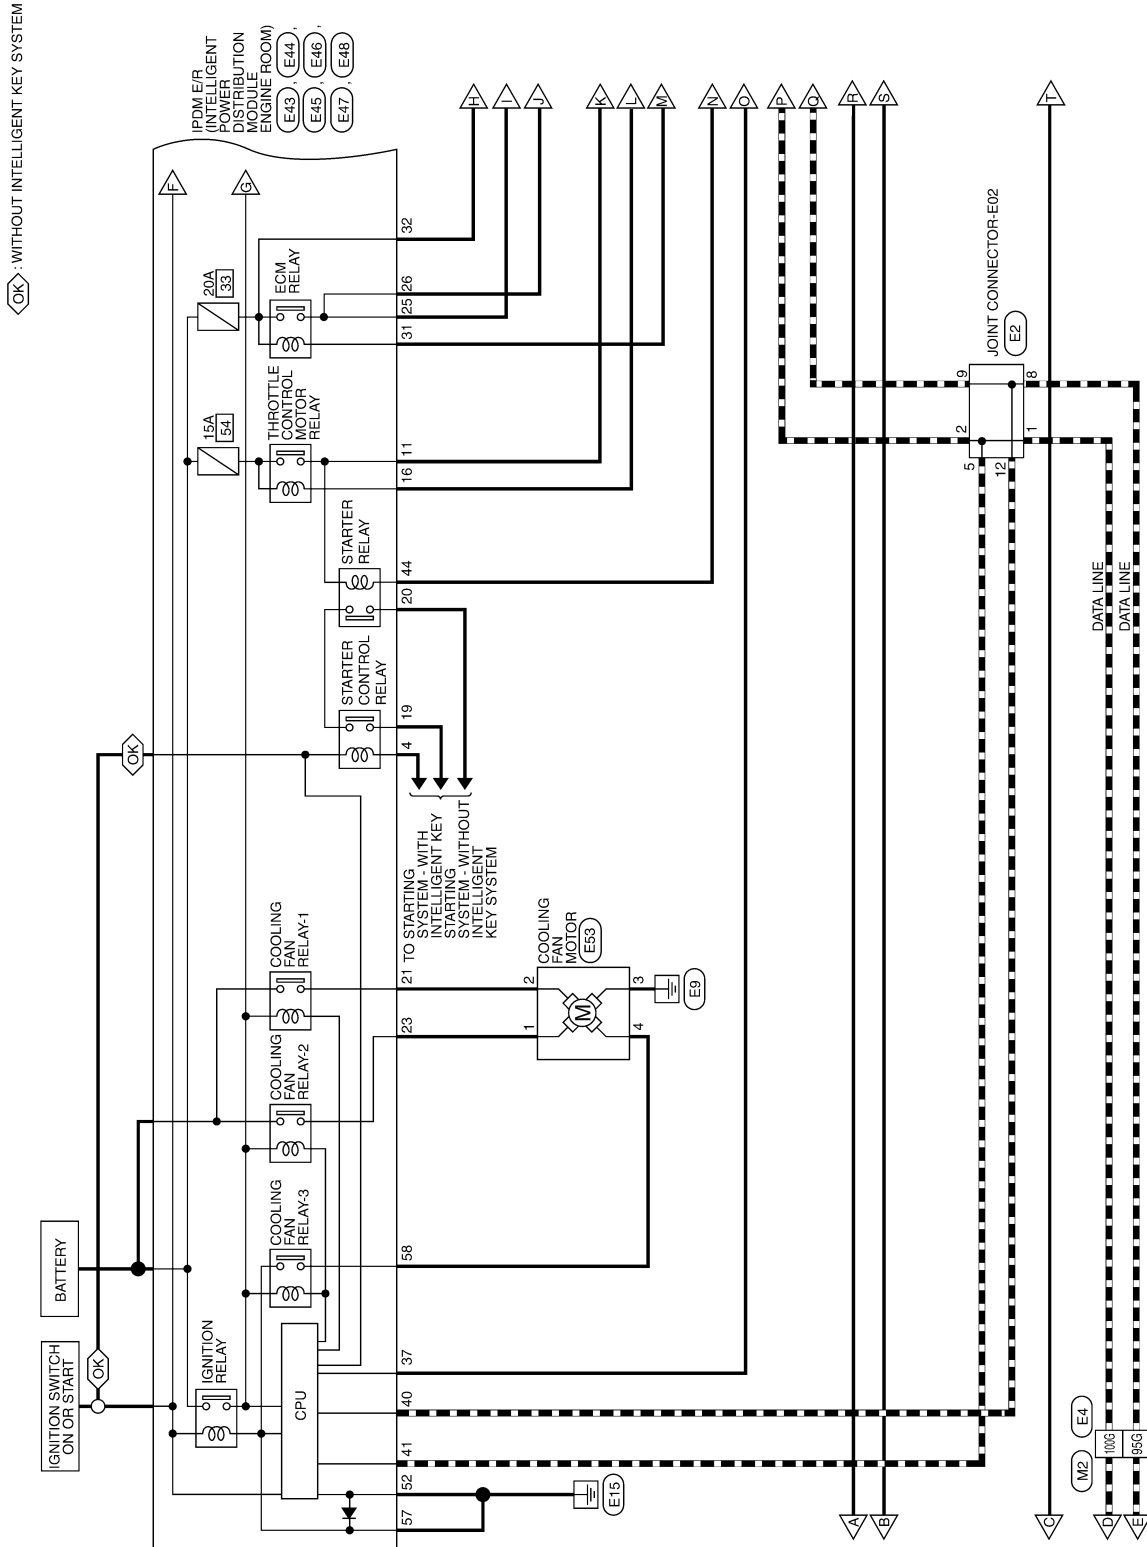 OK : WITHOUT INTELLIGENT KEY SYSTEM
IPDM E/R
(INTELLIGENT
POWER
DISTRIBUTION
MODULE
ENGINE ROOM)
E43 , E44 ,
E45 , E46 ,
E47 , E48
F
G
H
I
J
K
L
M
N
O
P
Q
R
S
T
20A
33
ECM
RELAY
32
26
25
31
15A
54
THROTTLE
CONTROL
MOTOR
RELAY
11
16
STARTER
RELAY
44
20
STARTER
CONTROL
RELAY
19
4
OK
TO STARTING
SYSTEM - WITH
INTELLIGENT KEY
STARTING
SYSTEM - WITHOUT
INTELLIGENT
KEY SYSTEM
COOLING
FAN
RELAY-1
21
COOLING
FAN
RELAY-2
23
COOLING
FAN
MOTOR
E53
2
1
3
4
M
E9
COOLING
FAN
RELAY-3
58
BATTERY
IGNITION SWITCH
ON OR START
OK
IGNITION
RELAY
CPU
37
40
41
52
57
E15
JOINT CONNECTOR-E02
E2
9
8
2
1
5
12
DATA LINE
DATA LINE
M2
E4
100G
95G
A
B
C
D
E